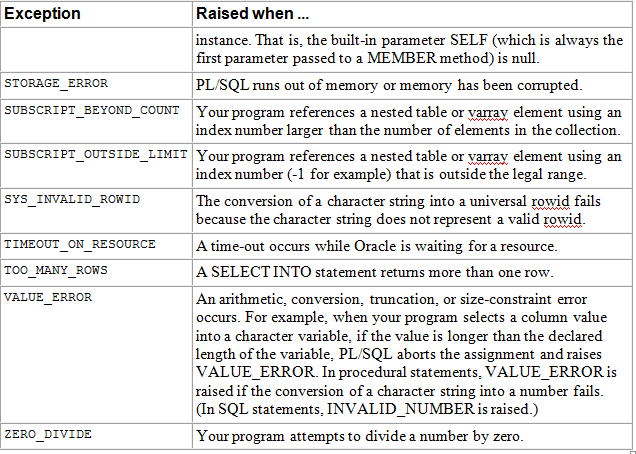 Exception Raised when ...
instance. That is, the built-in parameter SELF (which is always the
first parameter passed to a MEMBER method) is null.
STORAGE_ERROR PL/SQL runs out of memory or memory has been corrupted.
SUBSCRIPT_BEYOND_COUNT Your program references a nested table or varray element using an
index number larger than the number of elements in the collection.
SUBSCRIPT_OUTSIDE_LIMIT Your program references a nested table or varray element using an
index number (-1 for example) that is outside the legal range.
SYS_INVALID_ROWID The conversion of a character string into a universal rowid fails
because the character string does not represent a valid rowid.
TIMEOUT_ON_RESOURCE A time-out occurs while Oracle is waiting for a resource.
TOO_MANY_ROWS A SELECT INTO statement returns more than one row.
VALUE_ERROR An arithmetic, conversion, truncation, or size-constraint error
occurs. For example, when your program selects a column value
into a character variable, if the value is longer than the declared
length of the variable, PL/SQL aborts the assignment and raises
VALUE_ERROR. In procedural statements, VALUE_ERROR is
raised if the conversion of a character string into a number fails.
(In SQL statements, INVALID_NUMBER is raised.)
ZERO_DIVIDE Your program attempts to divide a number by zero.